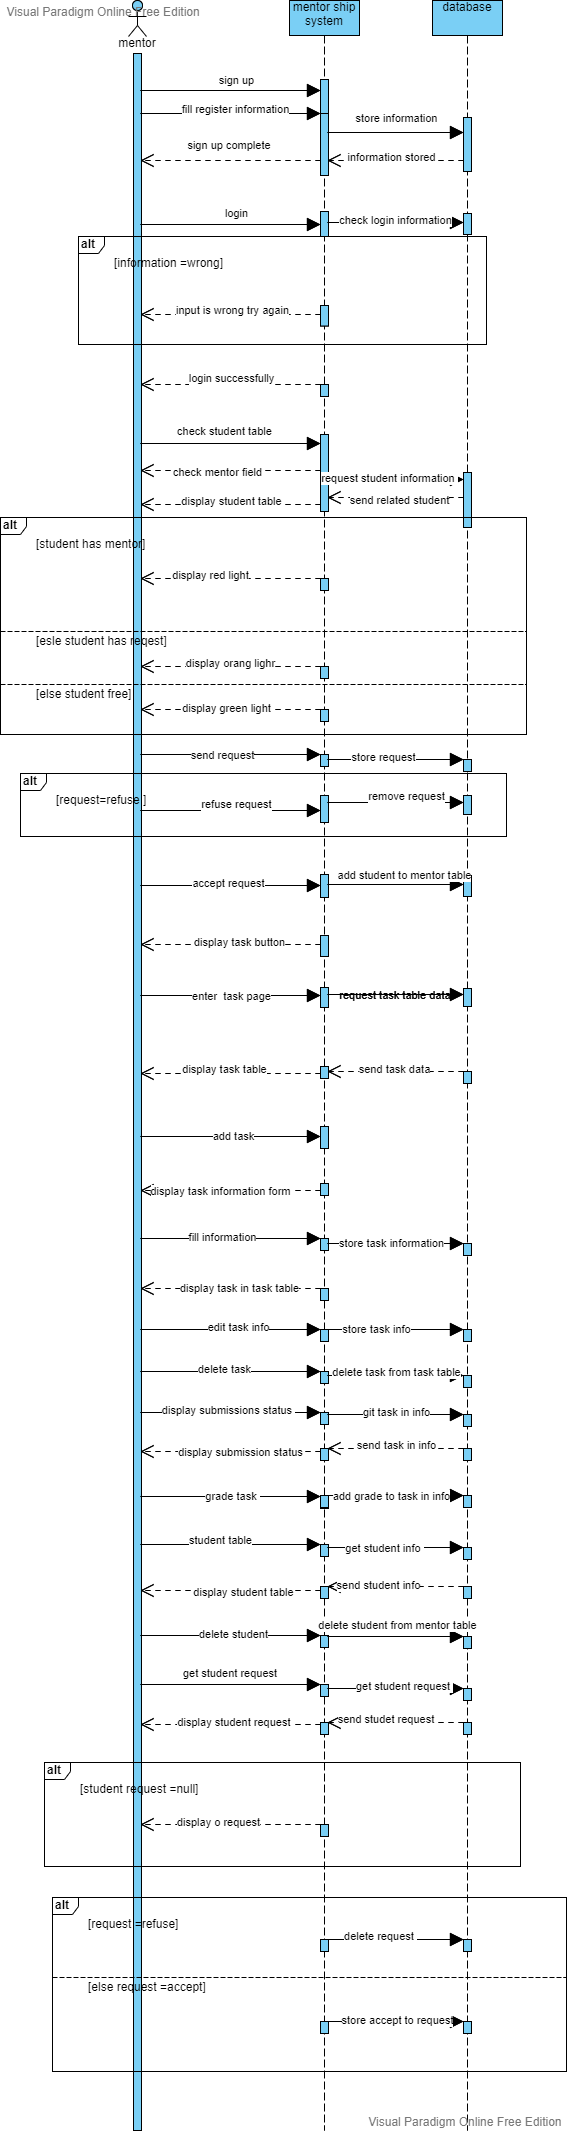 Visual Paradigm Online Free Edition
mentor
mentor ship
system
database
sign up
fill register information
store information
sign up complete
information stored
login
check login information
alt
[information =wrong]
input is wrong try again
login successfully
check student table
check mentor field
request student information
display student table
send related student
alt
[student has mentor]
display red light
[esle student has reqest]
display orang lighr
[else student free]
display green light
send request
store request
alt
[request=refuse ]
refuse request
remove request
accept request
add student to mentor table
display task button
enter task page
request task table data
display task table
send task data
add task
display task information form
fill information
store task information
display task in task table
edit task info
store task info
delete task
delete task from task table
display submissions status
git task in info
display submission status
send task in info
grade task
add grade to task in info
student table
get student info
display student table
send student info
delete student
delete student from mentor table
get student request
get student request
display student request
send studet request
alt
[student request =null]
display o request
alt
[request =refuse]
delete request
[else request =accept]
store accept to request
Visual Paradigm Online Free Edition